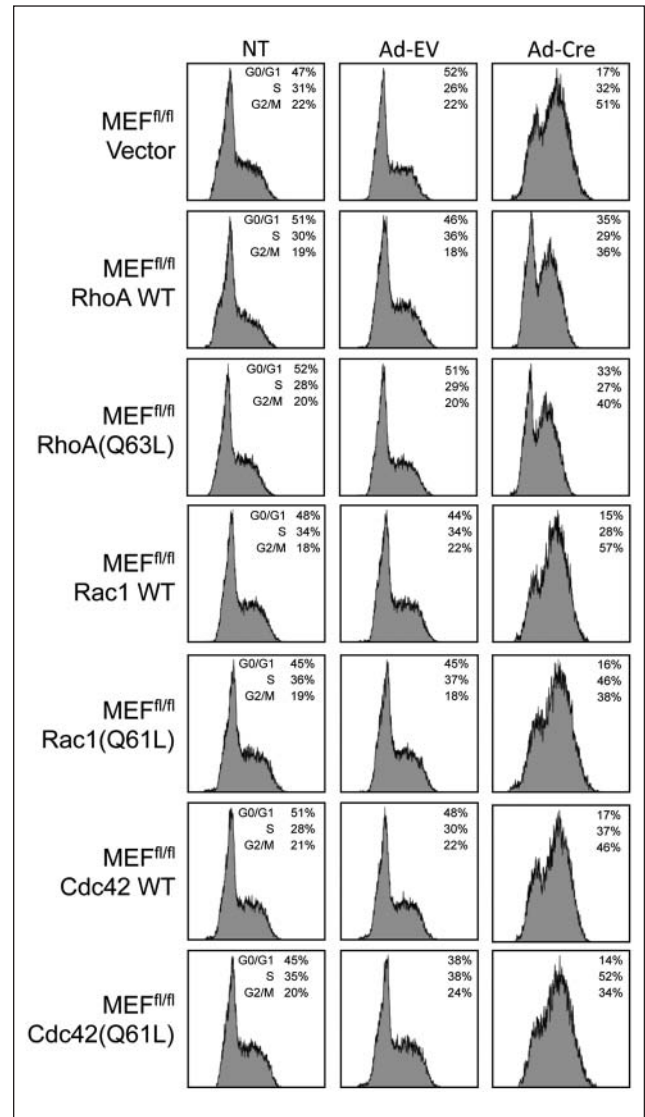 NT Ad-EV Ad-Cre
MEFfl/fl
Vector
G0/G1 47%
S 31%
G2/M 22%
52%
26%
22%
17%
32%
51%
MEFfl/fl
RhoA WT
G0/G1 51%
S 30%
G2/M 19%
46%
36%
18%
35%
29%
36%
MEFfl/fl
RhoA(Q63L)
G0/G1 52%
S 28%
G2/M 20%
51%
29%
20%
33%
27%
40%
MEFfl/fl
Rac1 WT
G0/G1 48%
S 34%
G2/M 18%
44%
34%
22%
15%
28%
57%
MEFfl/fl
Rac1(Q61L)
G0/G1 45%
S 36%
G2/M 19%
45%
37%
18%
16%
46%
38%
MEFfl/fl
Cdc42 WT
G0/G1 51%
S 28%
G2/M 21%
48%
30%
22%
17%
37%
46%
MEFfl/fl
Cdc42(Q61L)
G0/G1 45%
S 35%
G2/M 20%
38%
38%
24%
14%
52%
34%